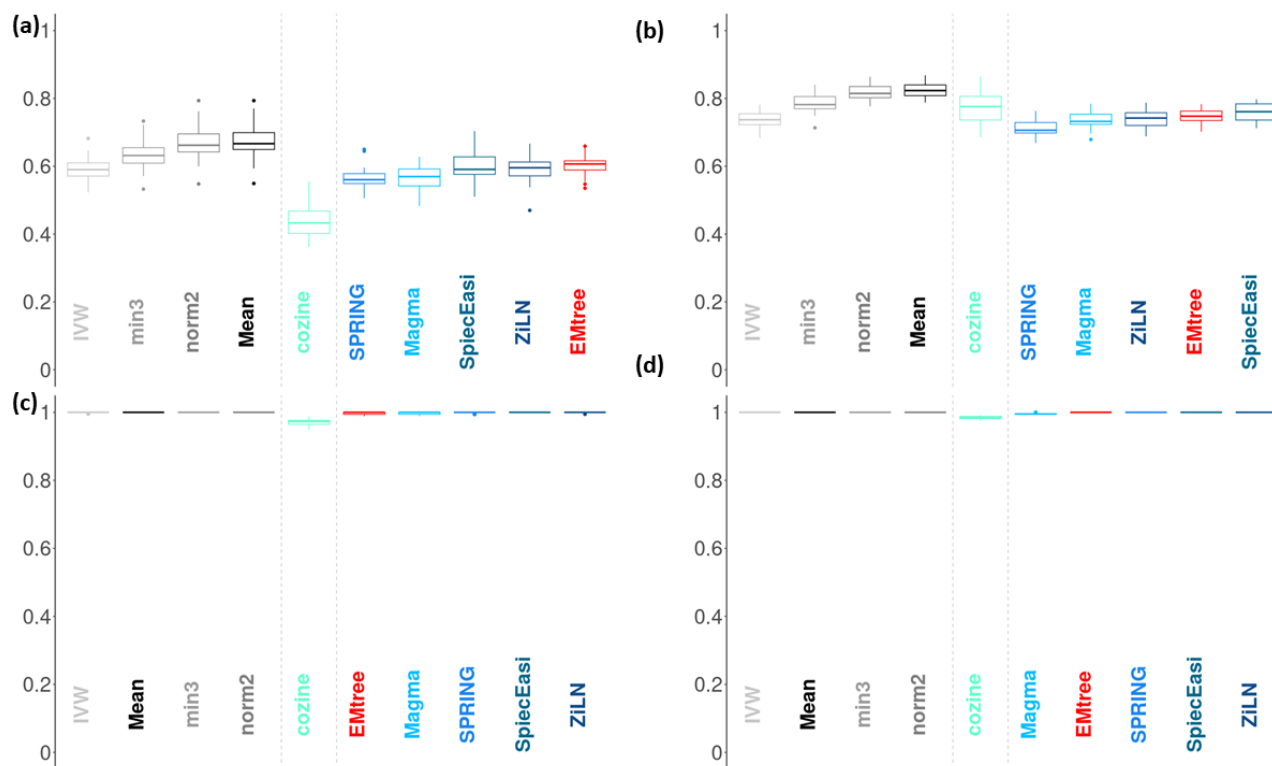 (a)
1
0.8
0.6
0.4
0.2
0
IVW
min3
norm2
Mean
cozine
SPRING
Magma
SpiecEasi
ZiLN
EMtree
(b)
1
0.8
0.6
0.4
0.2
0
IVW
min3
norm2
Mean
cozine
SPRING
Magma
ZiLN
EMtree
SpiecEasi
(c)
1
0.8
0.6
0.4
0.2
0
IVW
Mean
min3
norm2
cozine
EMtree
Magma
SPRING
SpiecEasi
ZiLN
(d)
1
0.8
0.6
0.4
0.2
0
IVW
Mean
min3
norm2
cozine
Magma
EMtree
SPRING
SpiecEasi
ZiLN